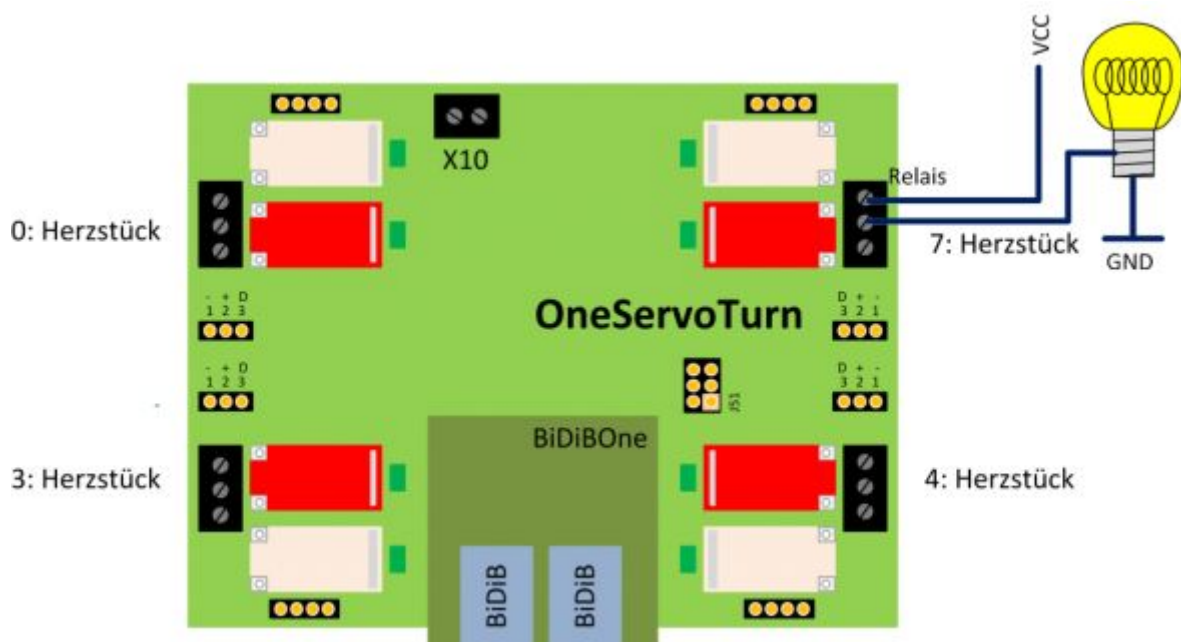 VCC
X10
Relais
0: Herzstück
7: Herzstück
GND
- + D
1 2 3
OneServoTurn
D + -
3 2 1
- + D
1 2 3
D + -
3 2 1
JS1
BiDiBOne
3: Herzstück
4: Herzstück
BiDiB
BiDiB